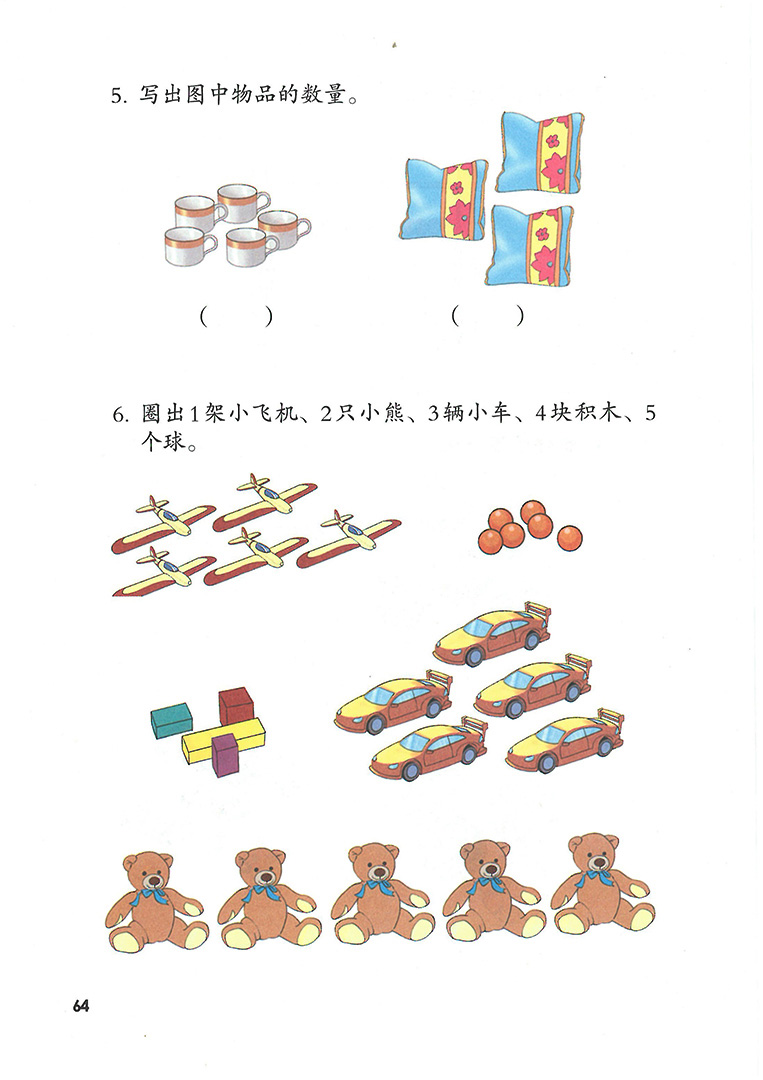 5. 写出图中物品的数量。
(　　) (　　)
6. 圈出1架小飞机、2只小熊、3辆小车、4块积木、5
个球。
64